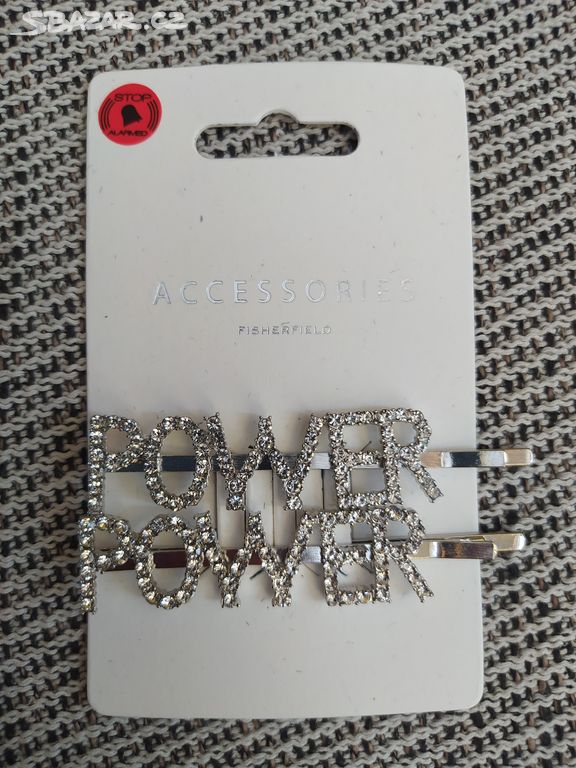 SBAZAR.CZ
STOP
ALARMED!
ACCESSORIES
FISHERFIELD
POWER
POWER